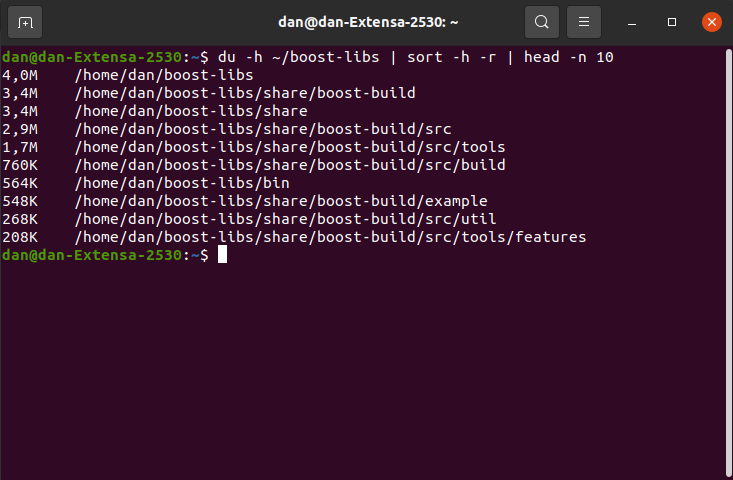 dan@dan-Extensa-2530: ~
dan@dan-Extensa-2530:~$ du -h ~/boost-libs | sort -h -r | head -n 10
4,0M    /home/dan/boost-libs
3,4M    /home/dan/boost-libs/share/boost-build
3,4M    /home/dan/boost-libs/share
2,9M    /home/dan/boost-libs/share/boost-build/src
1,7M    /home/dan/boost-libs/share/boost-build/src/tools
760K    /home/dan/boost-libs/share/boost-build/src/build
564K    /home/dan/boost-libs/bin
548K    /home/dan/boost-libs/share/boost-build/example
268K    /home/dan/boost-libs/share/boost-build/src/util
208K    /home/dan/boost-libs/share/boost-build/src/tools/features
dan@dan-Extensa-2530:~$